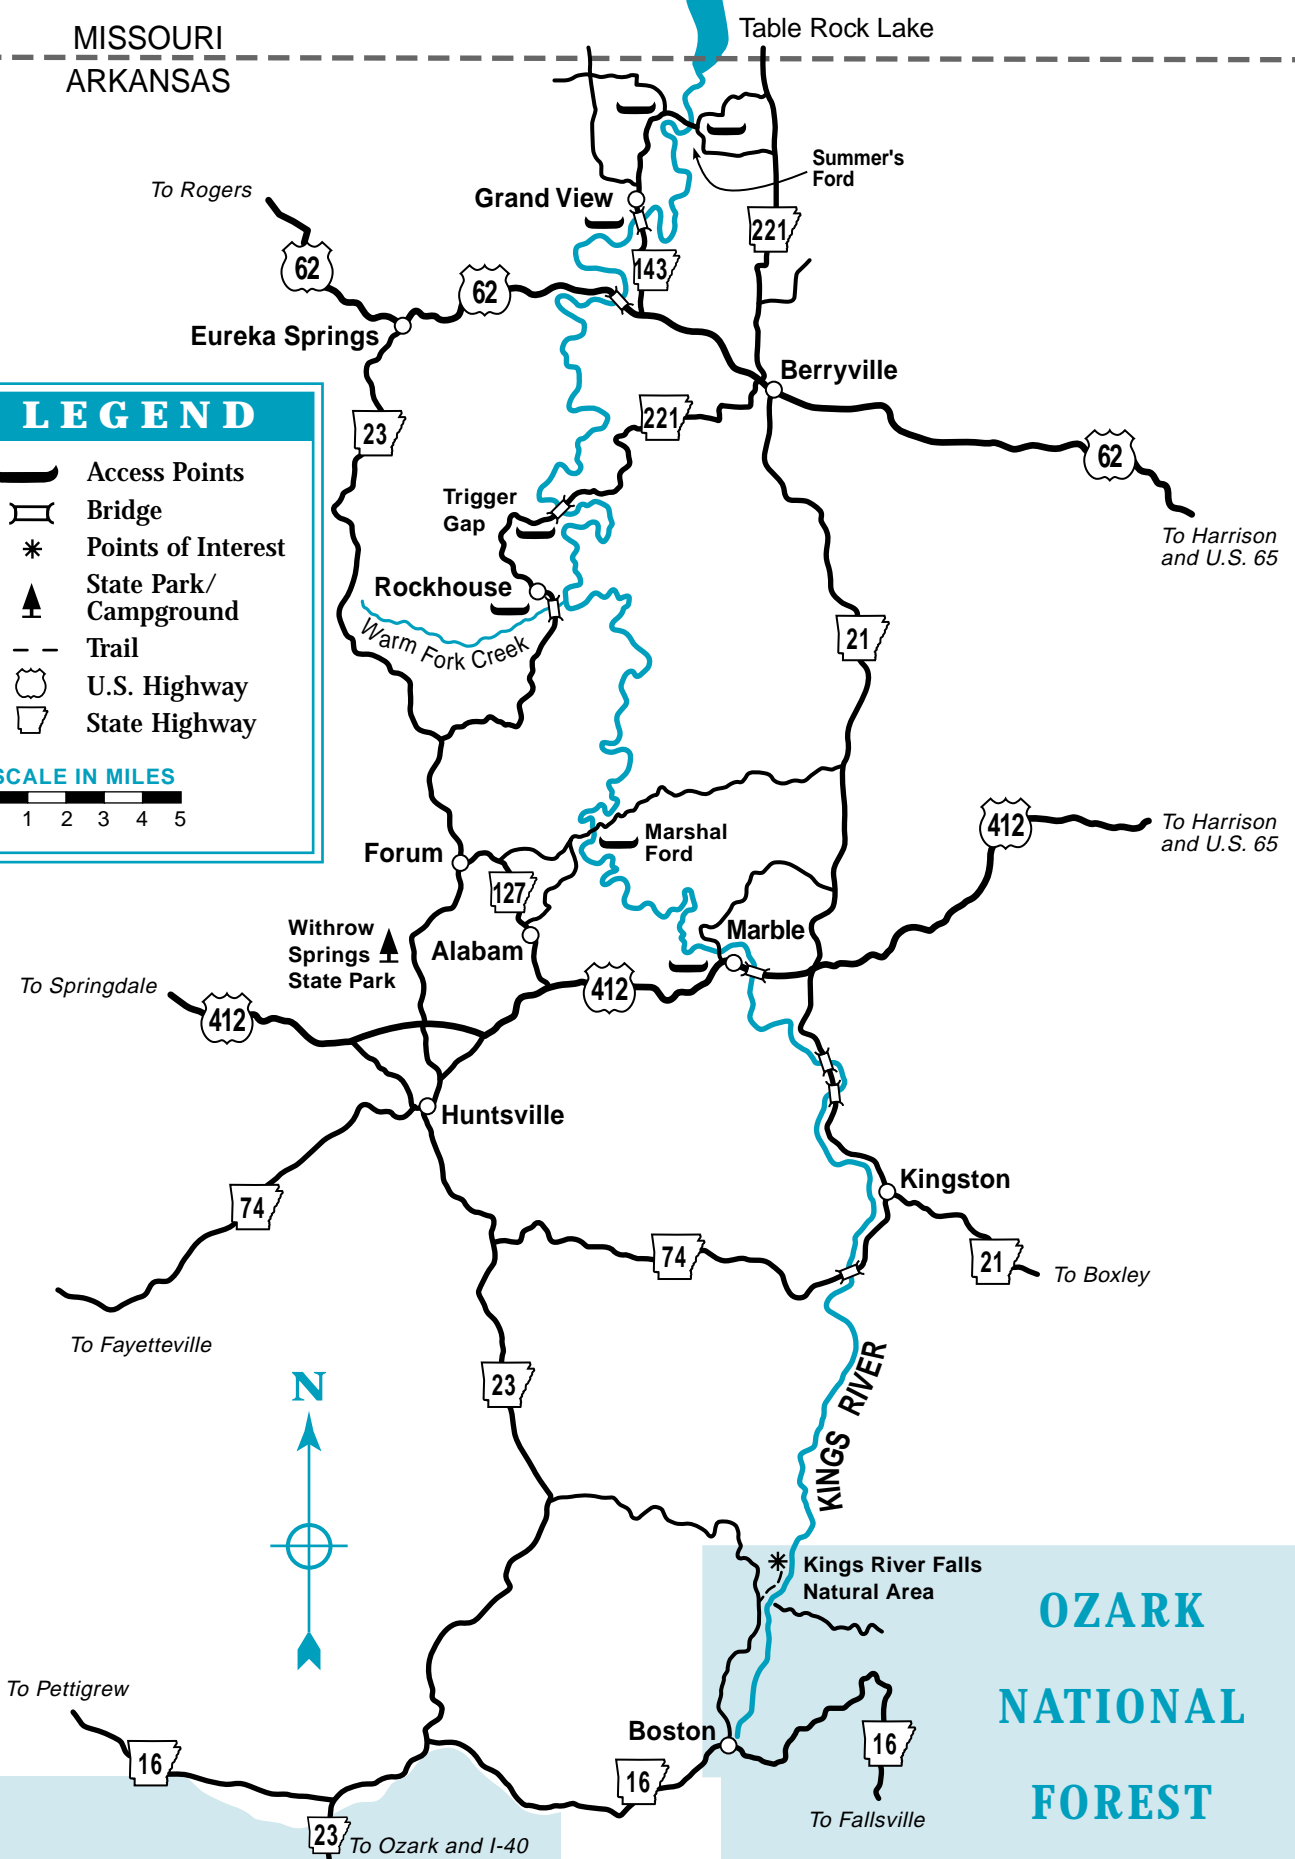 MISSOURI
ARKANSAS
Table Rock Lake
Summer's
Ford
To Rogers
Grand View
221
62
143
62
Eureka Springs
Berryville
221
23
62
To Harrison
and U.S. 65
LEGEND
Access Points
Bridge
Points of Interest
State Park/
Campground
Trail
U.S. Highway
State Highway
SCALE IN MILES
1 2 3 4 5
Trigger
Gap
Rockhouse
Warm Fork Creek
21
412
To Harrison
and U.S. 65
Marshal
Ford
Forum
127
Withrow
Springs
State Park
Alabam
Marble
To Springdale
412
412
Huntsville
Kingston
74
74
21
To Boxley
To Fayetteville
N
23
KINGS RIVER
Kings River Falls
Natural Area
OZARK
NATIONAL
FOREST
To Pettigrew
16
Boston
16
16
To Fallsville
23
To Ozark and I-40